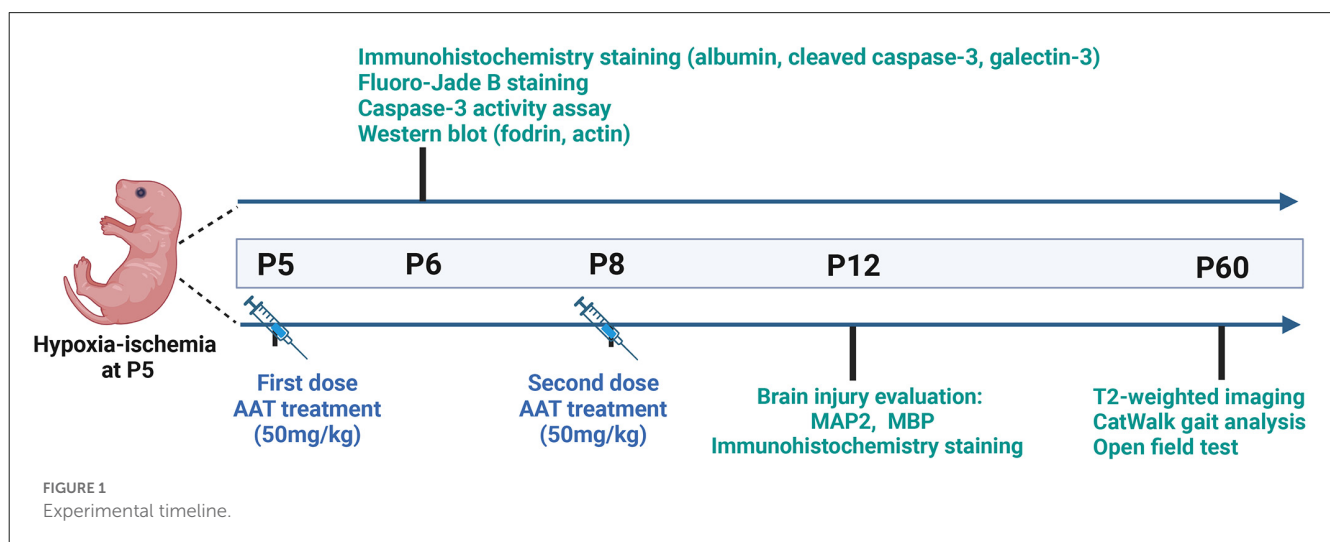 Immunohistochemistry staining (albumin, cleaved caspase-3, galectin-3)
Fluoro-Jade B staining
Caspase-3 activity assay
Western blot (fodrin, actin)
P5 P6 P8 P12 P60
Hypoxia-ischemia
at P5
First dose
AAT treatment
(50mg/kg)
Second dose
AAT treatment
(50mg/kg)
Brain injury evaluation:
MAP2, MBP
Immunohistochemistry staining
T2-weighted imaging
CatWalk gait analysis
Open field test
FIGURE 1
Experimental timeline.